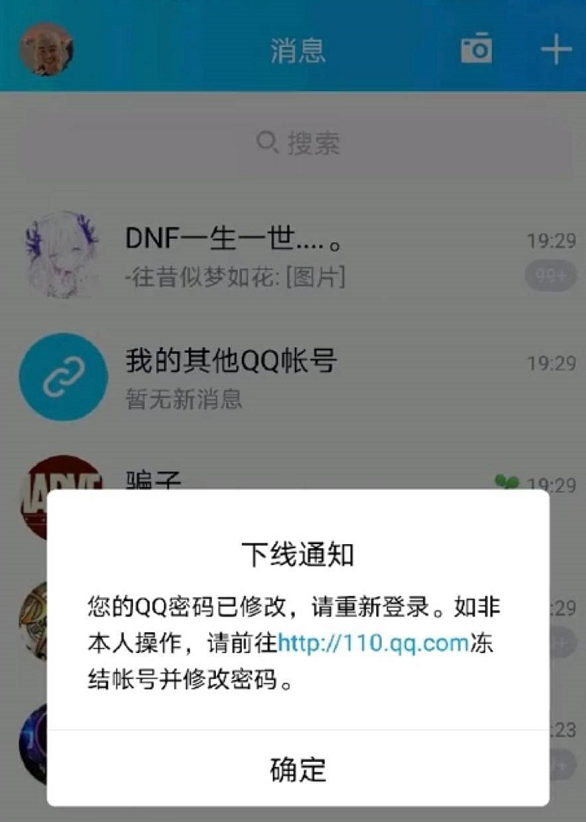 消息
搜索
DNF一生一世....。
19:29
-往昔似梦如花: [图片]
99+
我的其他QQ帐号
19:29
暂无新消息
骗子
19:29
下线通知
您的QQ密码已修改，请重新登录。如非
本人操作，请前往http://110.qq.com冻
结帐号并修改密码。
:29
:23
确定